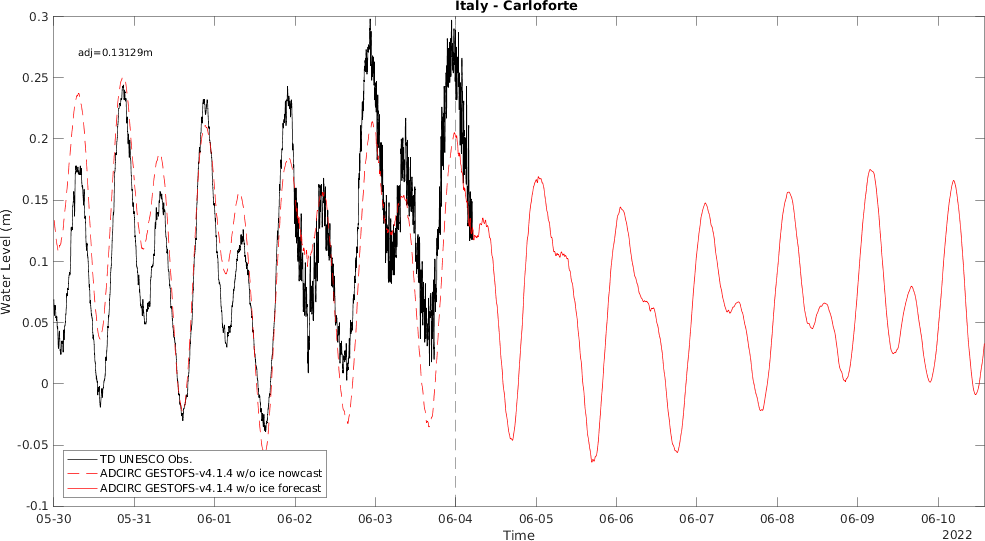 Italy - Carloforte
adj=0.13129m
0.3
0.25
0.2
0.15
0.1
0.05
0
-0.05
-0.1
Water Level (m)
TD UNESCO Obs.
ADCIRC GESTOFS-v4.1.4 w/o ice nowcast
ADCIRC GESTOFS-v4.1.4 w/o ice forecast
05-30 05-31 06-01 06-02 06-03 06-04 06-05 06-06 06-07 06-08 06-09 06-10
Time
2022